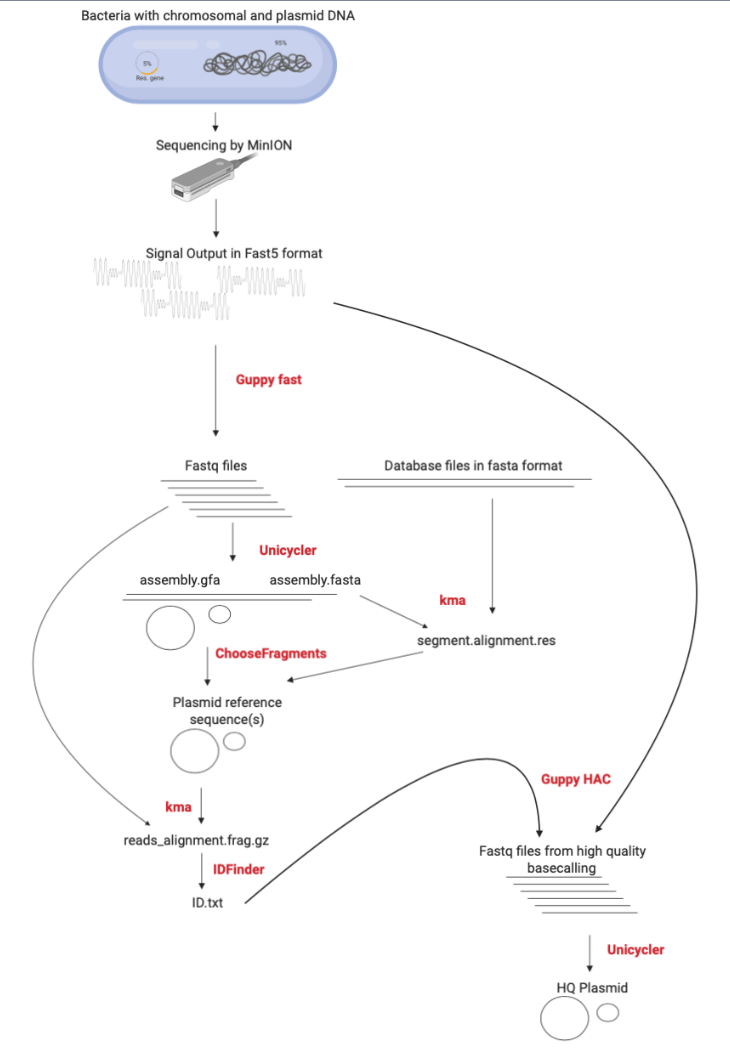 Bacteria with chromosomal and plasmid DNA
95%
5%
Res. gene
Sequencing by MinION
Signal Output in Fast5 format
Guppy fast
Fastq files
Database files in fasta format
Unicycler
assembly.gfa
assembly.fasta
kma
segment.alignment.res
ChooseFragments
Plasmid reference
sequence(s)
Guppy HAC
kma
reads_alignment.frag.gz
Fastq files from high quality
basecalling
IDFinder
ID.txt
Unicycler
HQ Plasmid